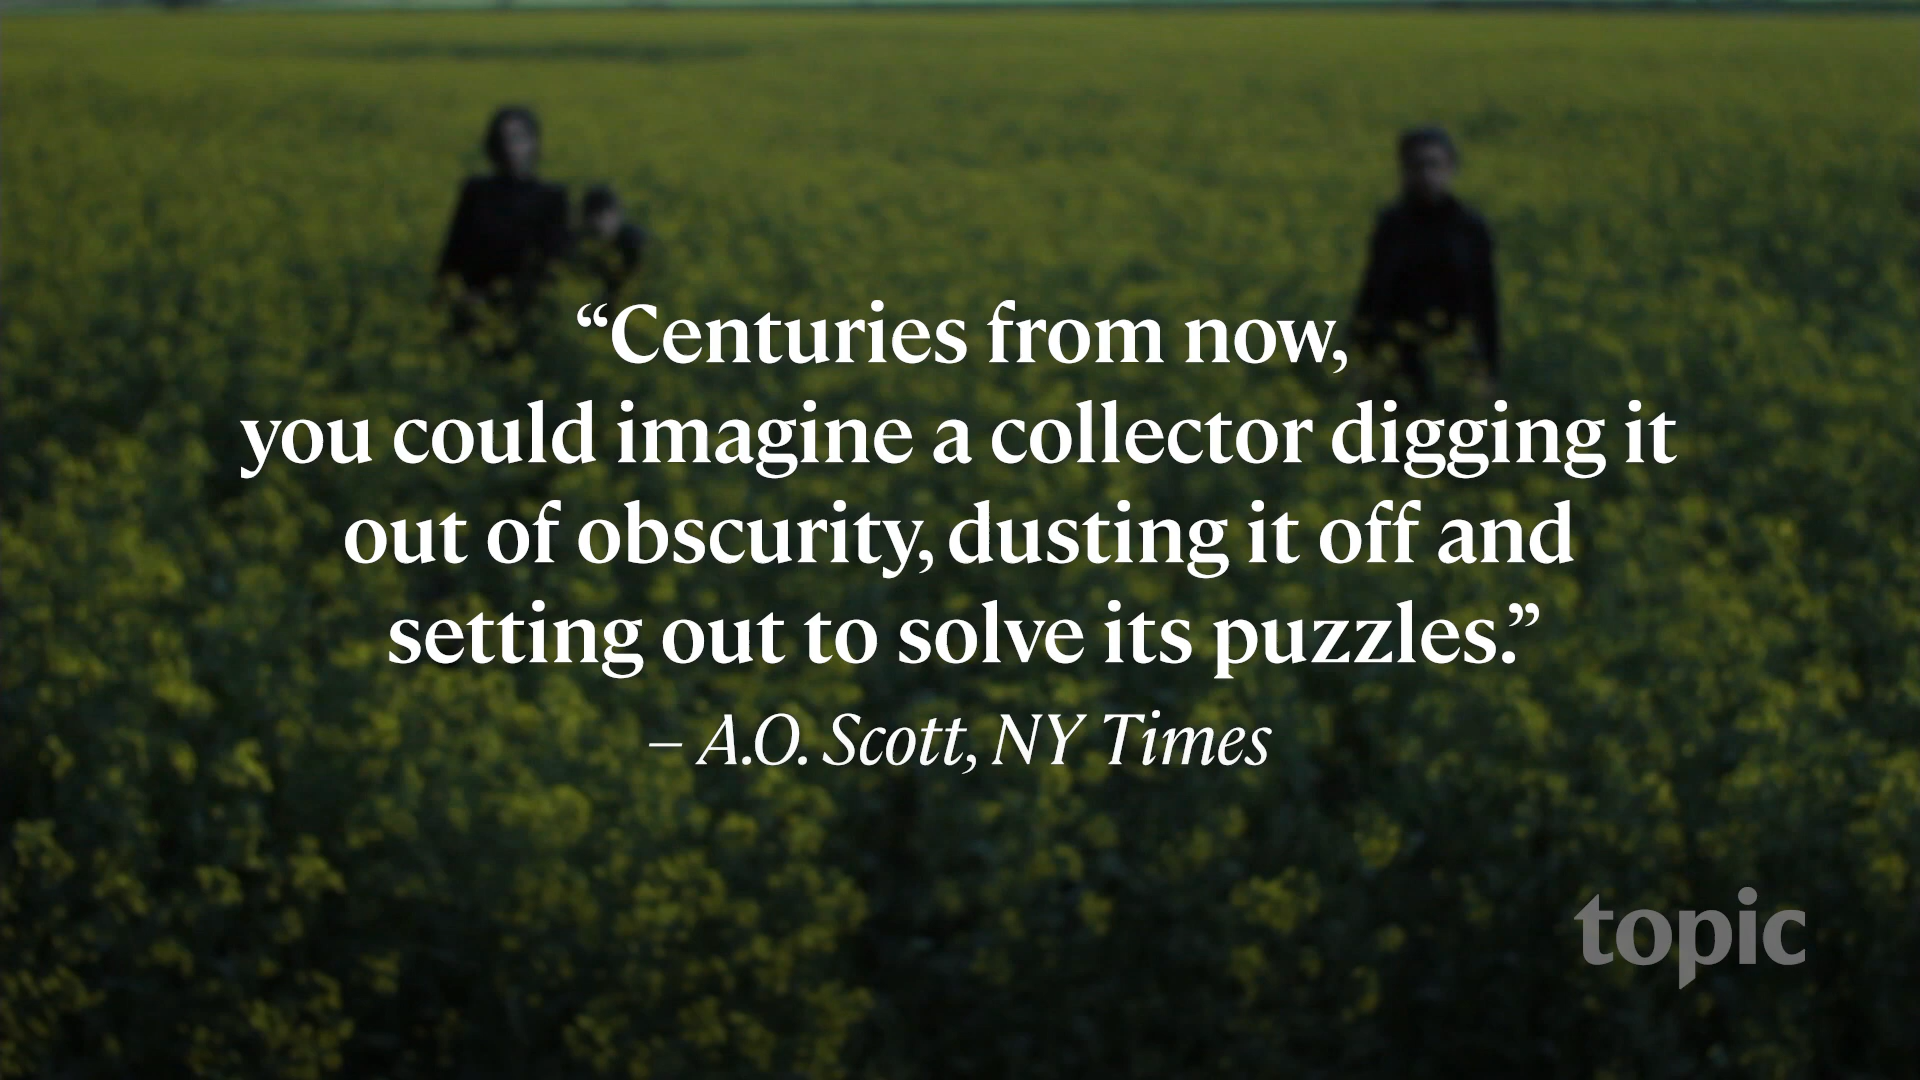 “Centuries from now,
you could imagine a collector digging it
out of obscurity, dusting it off and
setting out to solve its puzzles.”
– A.O. Scott, NY Times
topic